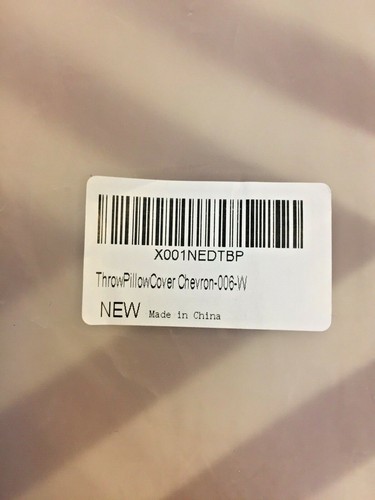 X001NEDTBP
ThrowPillowCover Chevron-006-W
NEW Made in China